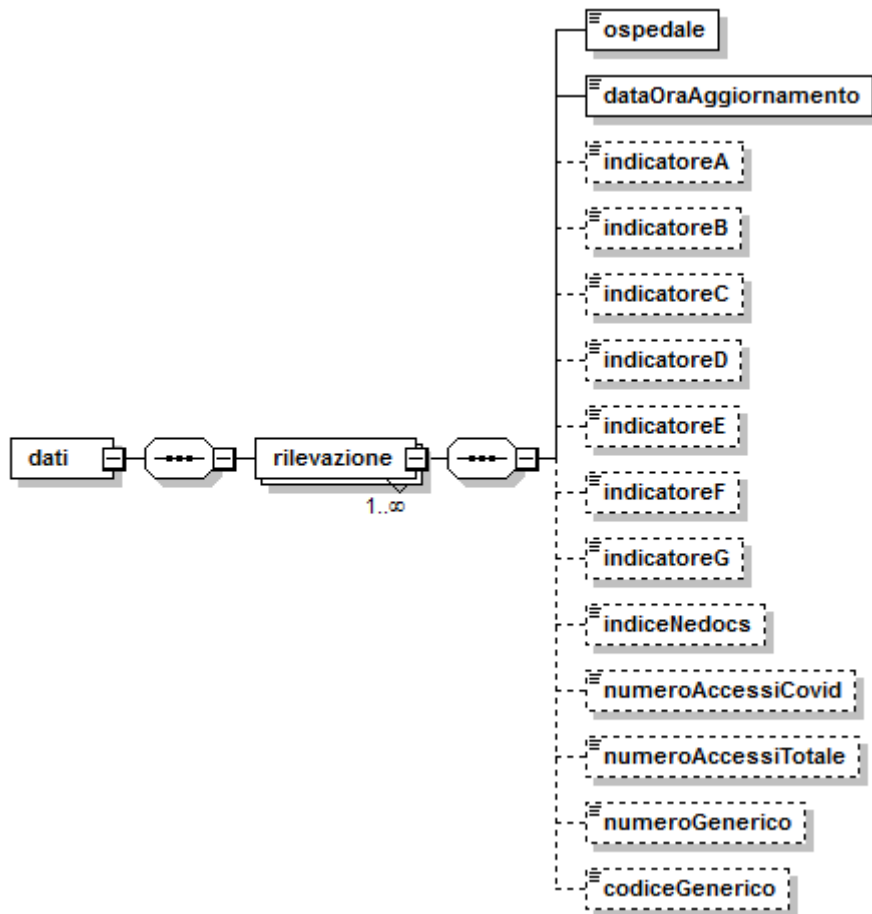 ospedale
dataOraAggiornamento
indicatoreA
indicatoreB
indicatoreC
indicatoreD
indicatoreE
dati
rilevazione
1..∞
indicatoreF
indicatoreG
indiceNedocs
numeroAccessiCovid
numeroAccessiTotale
numeroGenerico
codiceGenerico